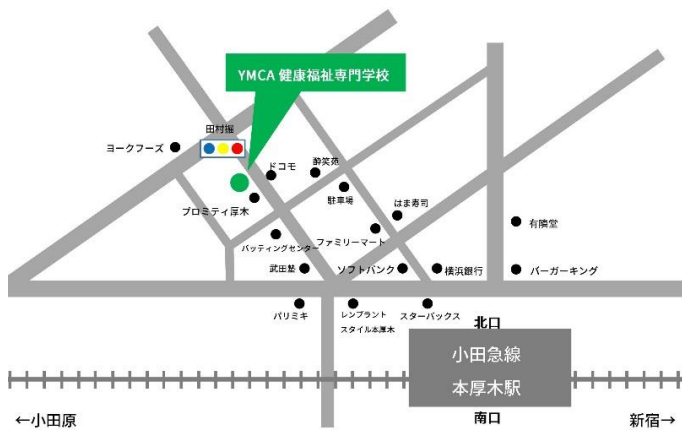 YMCA 健康福祉専門学校
田村堀
ヨークフーズ
ドコモ
酔笑苑
プロミティ厚木
駐車場
はま寿司
有隣堂
バッティングセンター
ファミリーマート
武田塾
ソフトバンク
横浜銀行
バーガーキング
パリミキ
レンブラント
スタイル本厚木
スターバックス
北口
小田急線
本厚木駅
南口
←小田原
新宿→